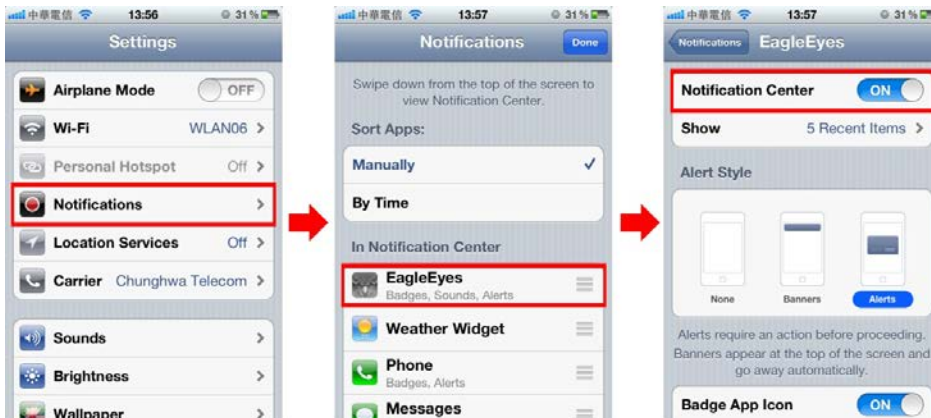 中華電信 13:56 31%
Settings
Airplane Mode OFF
Wi-Fi WLAN06
Personal Hotspot Off
Notifications
Location Services Off
Carrier Chunghwa Telecom
Sounds
Brightness
Wallpaper
中華電信 13:57 31%
Notifications Done
Swipe down from the top of the screen to
view Notification Center.
Sort Apps:
Manually
By Time
In Notification Center
EagleEyes
Badges, Sounds, Alerts
Weather Widget
Phone
Badges, Alerts
Messages
中華電信 13:57 31%
Notifications EagleEyes
Notification Center ON
Show 5 Recent Items
Alert Style
None Banners Alerts
Alerts require an action before proceeding.
Banners appear at the top of the screen and
go away automatically.
Badge App Icon ON